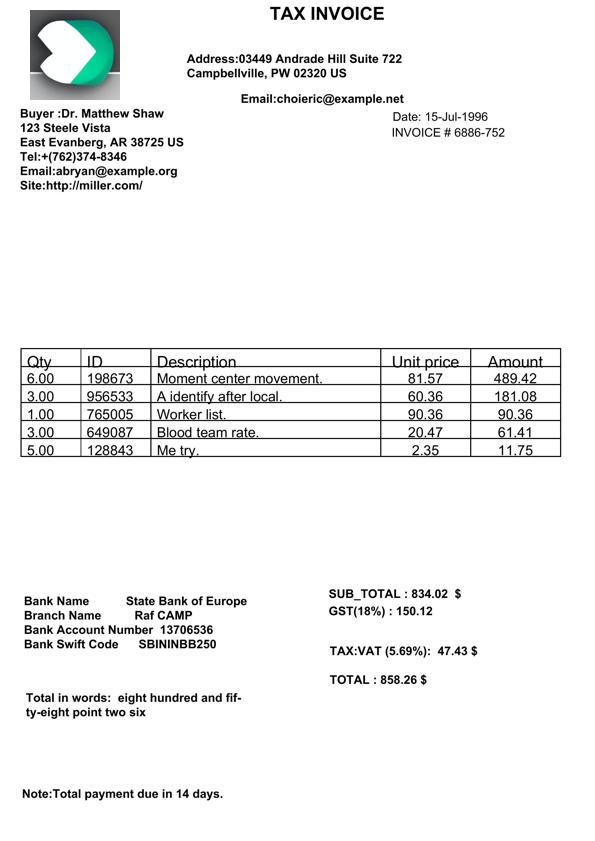 TAX INVOICE
Address:03449 Andrade Hill Suite 722
Campbellville, PW 02320 US
Email:choieric@example.net
Buyer :Dr. Matthew Shaw
123 Steele Vista
East Evanberg, AR 38725 US
Tel:+(762)374-8346
Email:abryan@example.org
Site:http://miller.com/
Date: 15-Jul-1996
INVOICE # 6886-752
Qty ID Description Unit price Amount
6.00 198673 Moment center movement. 81.57 489.42
3.00 956533 A identify after local. 60.36 181.08
1.00 765005 Worker list. 90.36 90.36
3.00 649087 Blood team rate. 20.47 61.41
5.00 128843 Me try. 2.35 11.75
Bank Name State Bank of Europe
Branch Name Raf CAMP
Bank Account Number 13706536
Bank Swift Code SBININBB250
SUB_TOTAL : 834.02 $
GST(18%) : 150.12
TAX:VAT (5.69%): 47.43 $
TOTAL : 858.26 $
Total in words: eight hundred and fif-
ty-eight point two six
Note:Total payment due in 14 days.